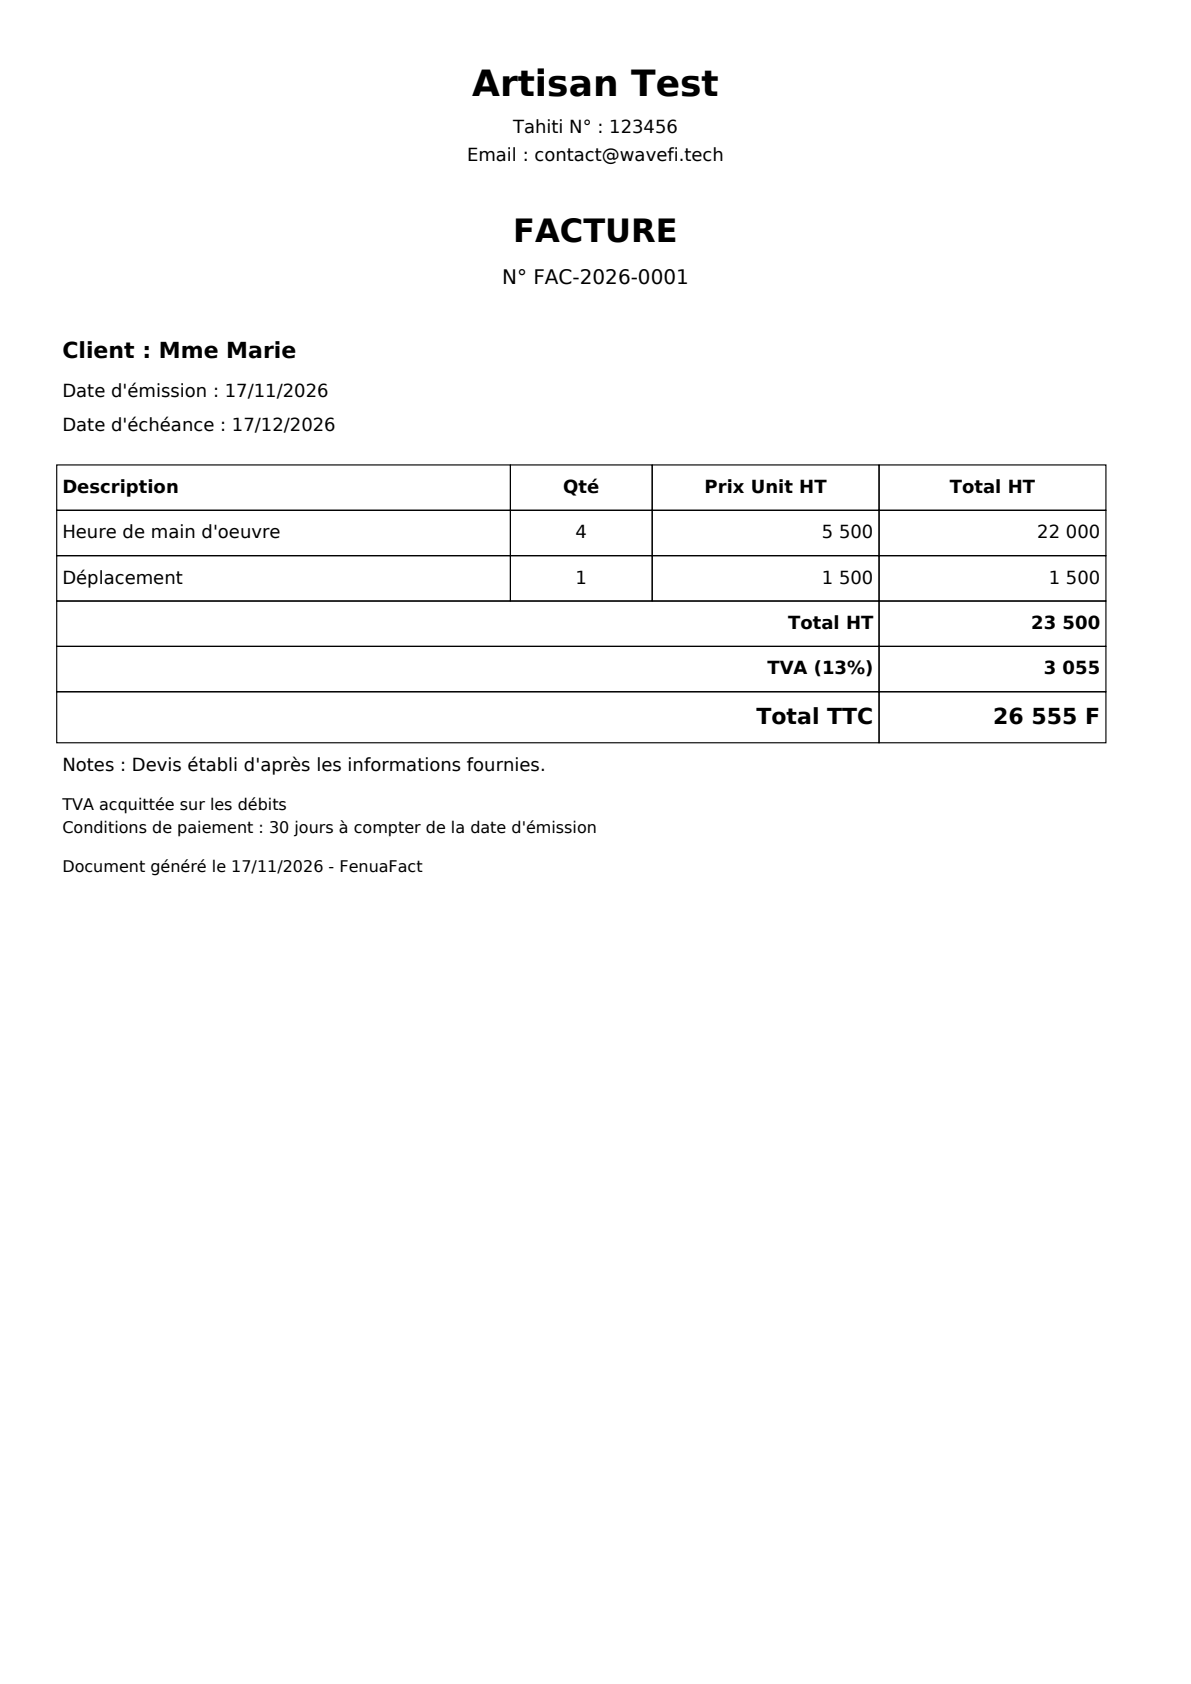 Artisan Test
Tahiti N° : 123456
Email : contact@wavefi.tech
FACTURE
N° FAC-2026-0001
Client : Mme Marie
Date d'émission : 17/11/2026
Date d'échéance : 17/12/2026
Description Qté Prix Unit HT Total HT
Heure de main d'oeuvre 4 5 500 22 000
Déplacement 1 1 500 1 500
Total HT 23 500
TVA (13%) 3 055
Total TTC 26 555 F
Notes : Devis établi d'après les informations fournies.
TVA acquittée sur les débits
Conditions de paiement : 30 jours à compter de la date d'émission
Document généré le 17/11/2026 - FenuaFact